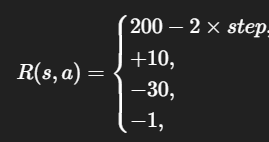 200 − 2 × step,
+10,
R(s, a) =
−30,
−1,